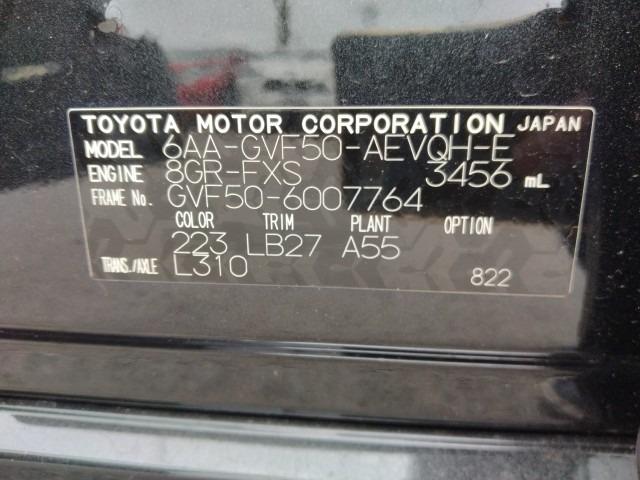 TOYOTA MOTOR CORPORATION JAPAN
MODEL 6AA-GVF50-AEVQH-E
ENGINE 8GR-FXS 3456 mL
FRAME No. GVF50-6007764
COLOR TRIM PLANT OPTION
223 LB27 A55
TRANS./AXLE L310
822